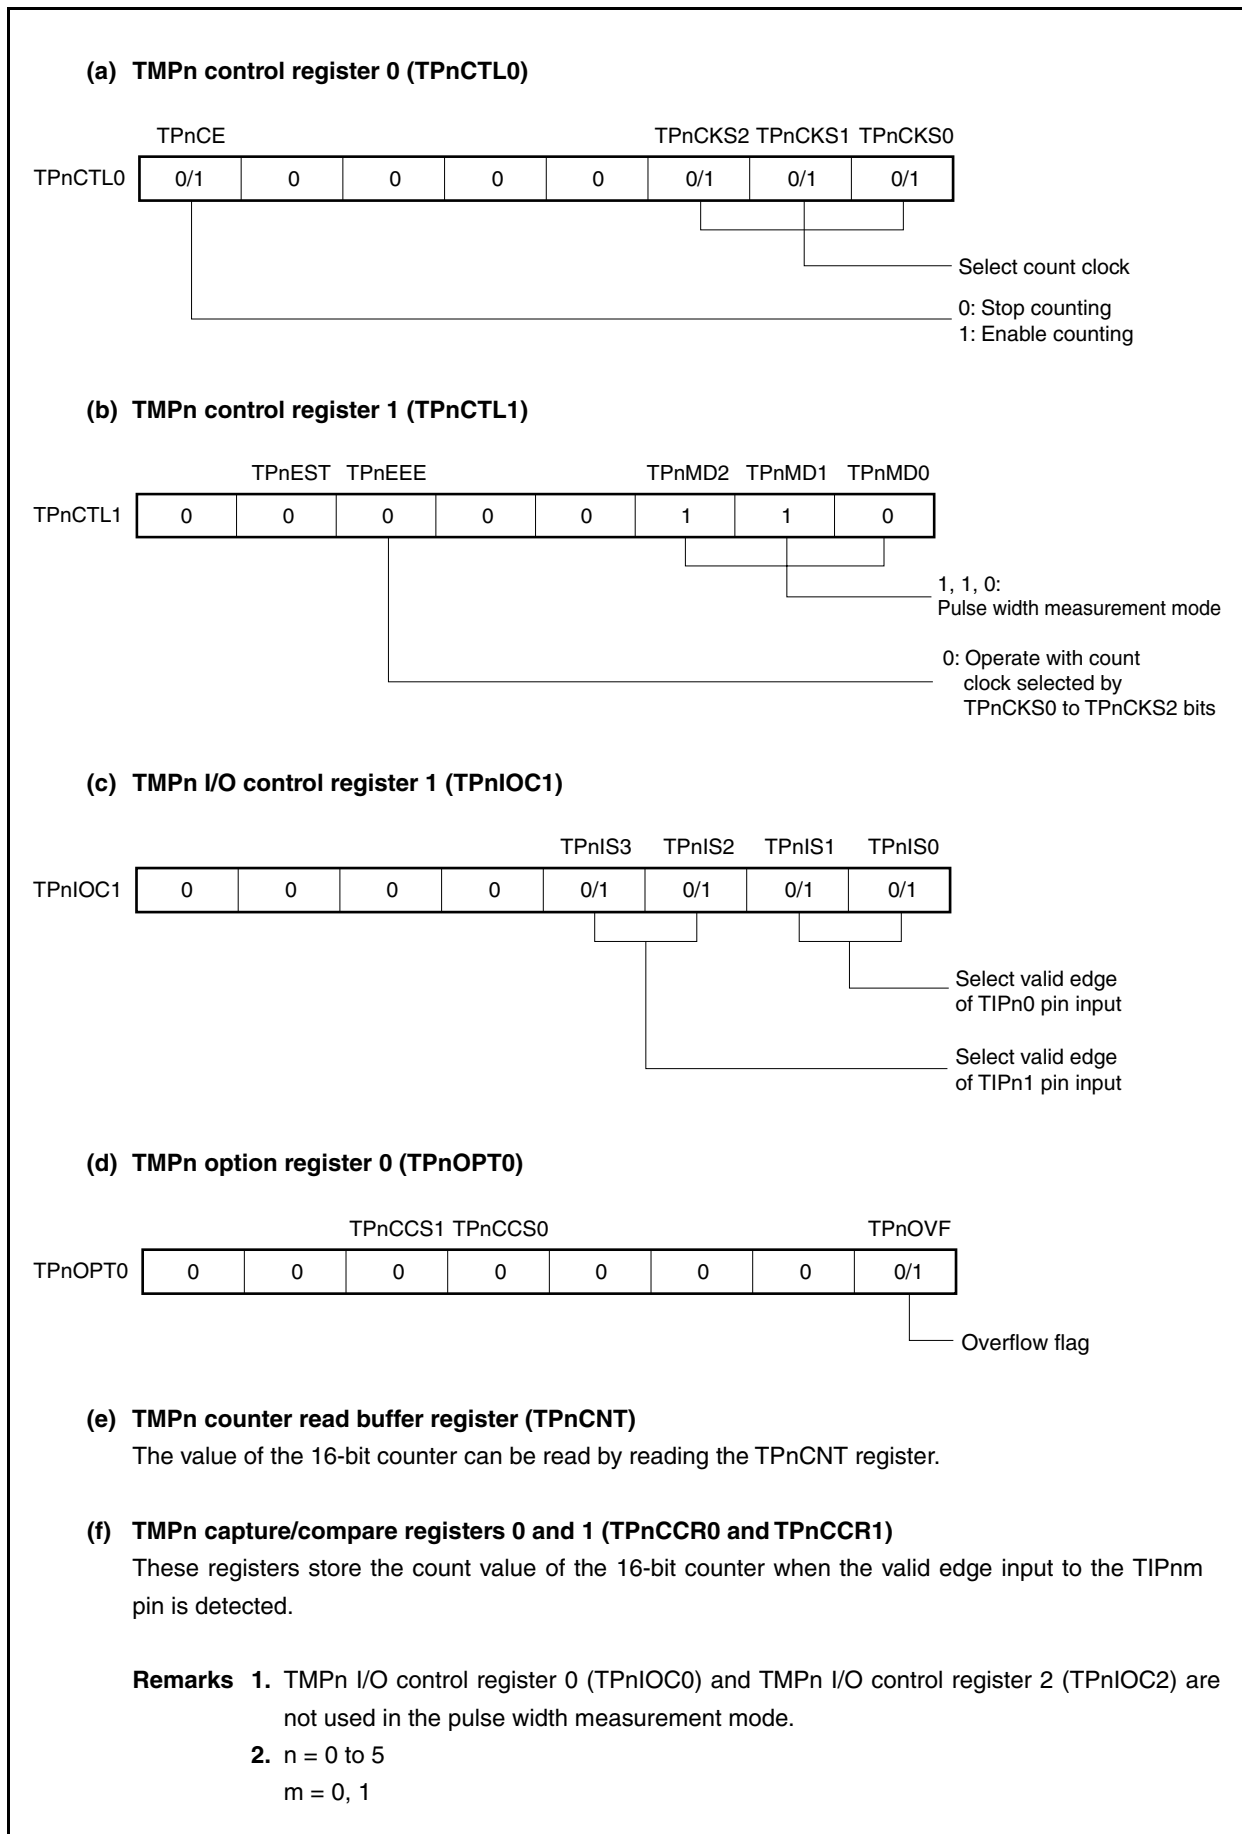 (a) TMPn control register 0 (TPnCTL0)
TPnCE TPnCKS2 TPnCKS1 TPnCKS0
TPnCTL0 0/1 0 0 0 0 0/1 0/1 0/1
Select count clock
0: Stop counting
1: Enable counting
(b) TMPn control register 1 (TPnCTL1)
TPnEST TPnEEE TPnMD2 TPnMD1 TPnMD0
TPnCTL1 0 0 0 0 0 1 1 0
1, 1, 0:
Pulse width measurement mode
0: Operate with count
clock selected by
TPnCKS0 to TPnCKS2 bits
(c) TMPn I/O control register 1 (TPnIOC1)
TPnIS3 TPnIS2 TPnIS1 TPnIS0
TPnIOC1 0 0 0 0 0/1 0/1 0/1 0/1
Select valid edge
of TIPn0 pin input
Select valid edge
of TIPn1 pin input
(d) TMPn option register 0 (TPnOPT0)
TPnCCS1 TPnCCS0 TPnOVF
TPnOPT0 0 0 0 0 0 0 0 0/1
Overflow flag
(e) TMPn counter read buffer register (TPnCNT)
The value of the 16-bit counter can be read by reading the TPnCNT register.
(f) TMPn capture/compare registers 0 and 1 (TPnCCR0 and TPnCCR1)
These registers store the count value of the 16-bit counter when the valid edge input to the TIPnm
pin is detected.
Remarks 1. TMPn I/O control register 0 (TPnIOC0) and TMPn I/O control register 2 (TPnIOC2) are
not used in the pulse width measurement mode.
2. n = 0 to 5
m = 0, 1